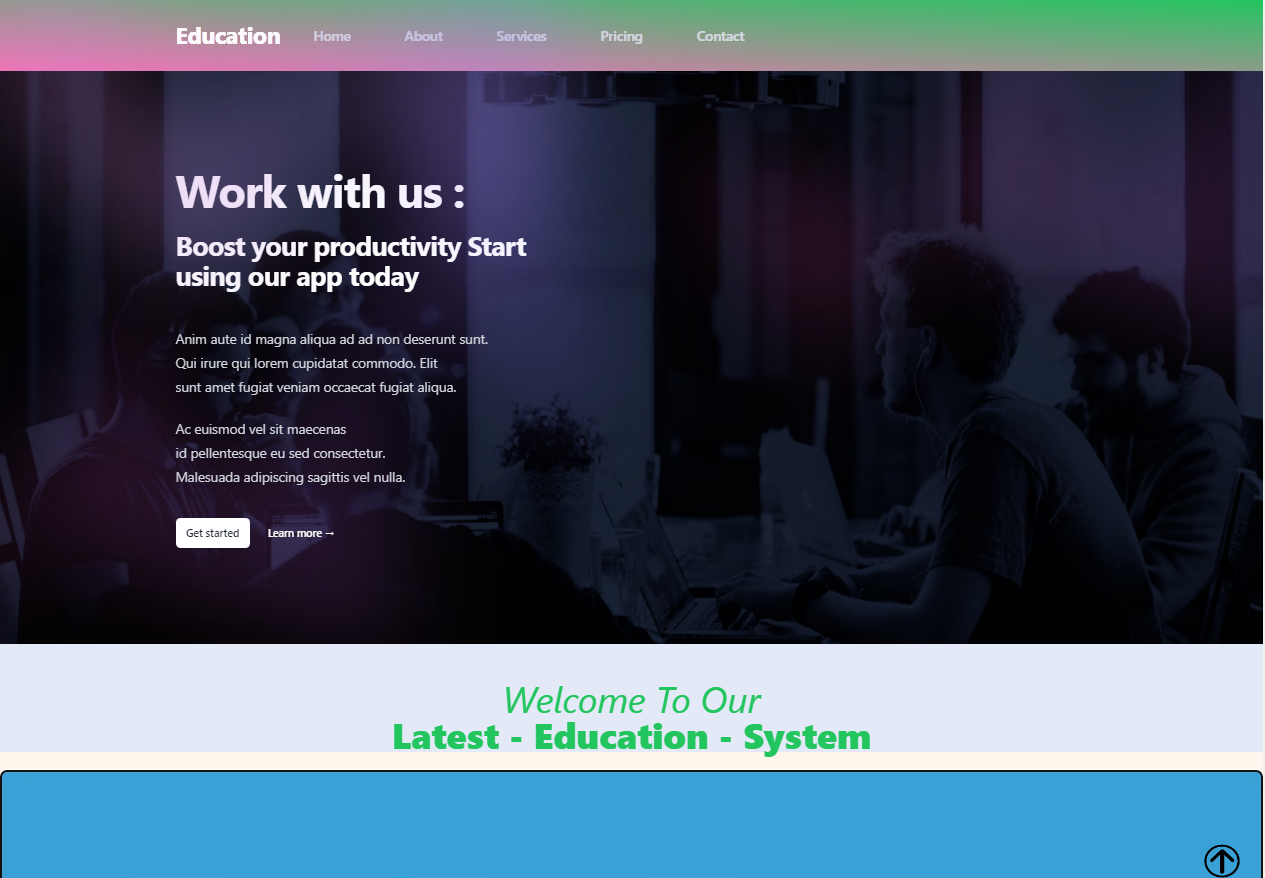 Education Home About Services Pricing Contact
Work with us :
Boost your productivity Start
using our app today
Anim aute id magna aliqua ad ad non deserunt sunt.
Qui irure qui lorem cupidatat commodo. Elit
sunt amet fugiat veniam occaecat fugiat aliqua.
Ac euismod vel sit maecenas
id pellentesque eu sed consectetur.
Malesuada adipiscing sagittis vel nulla.
Get started Learn more →
Welcome To Our
Latest - Education - System